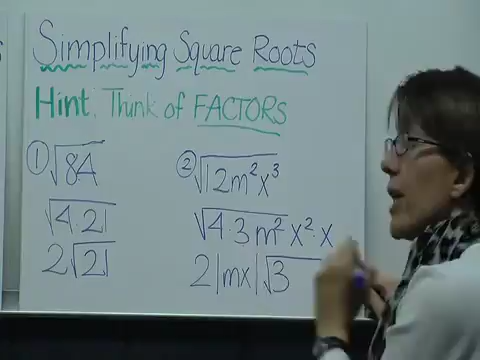 Simplifying Square Roots
Hint: Think of FACTORS
① √84
√4·21
2√21
② √12m²x³
√4·3m²x²·x
2|mx|√3